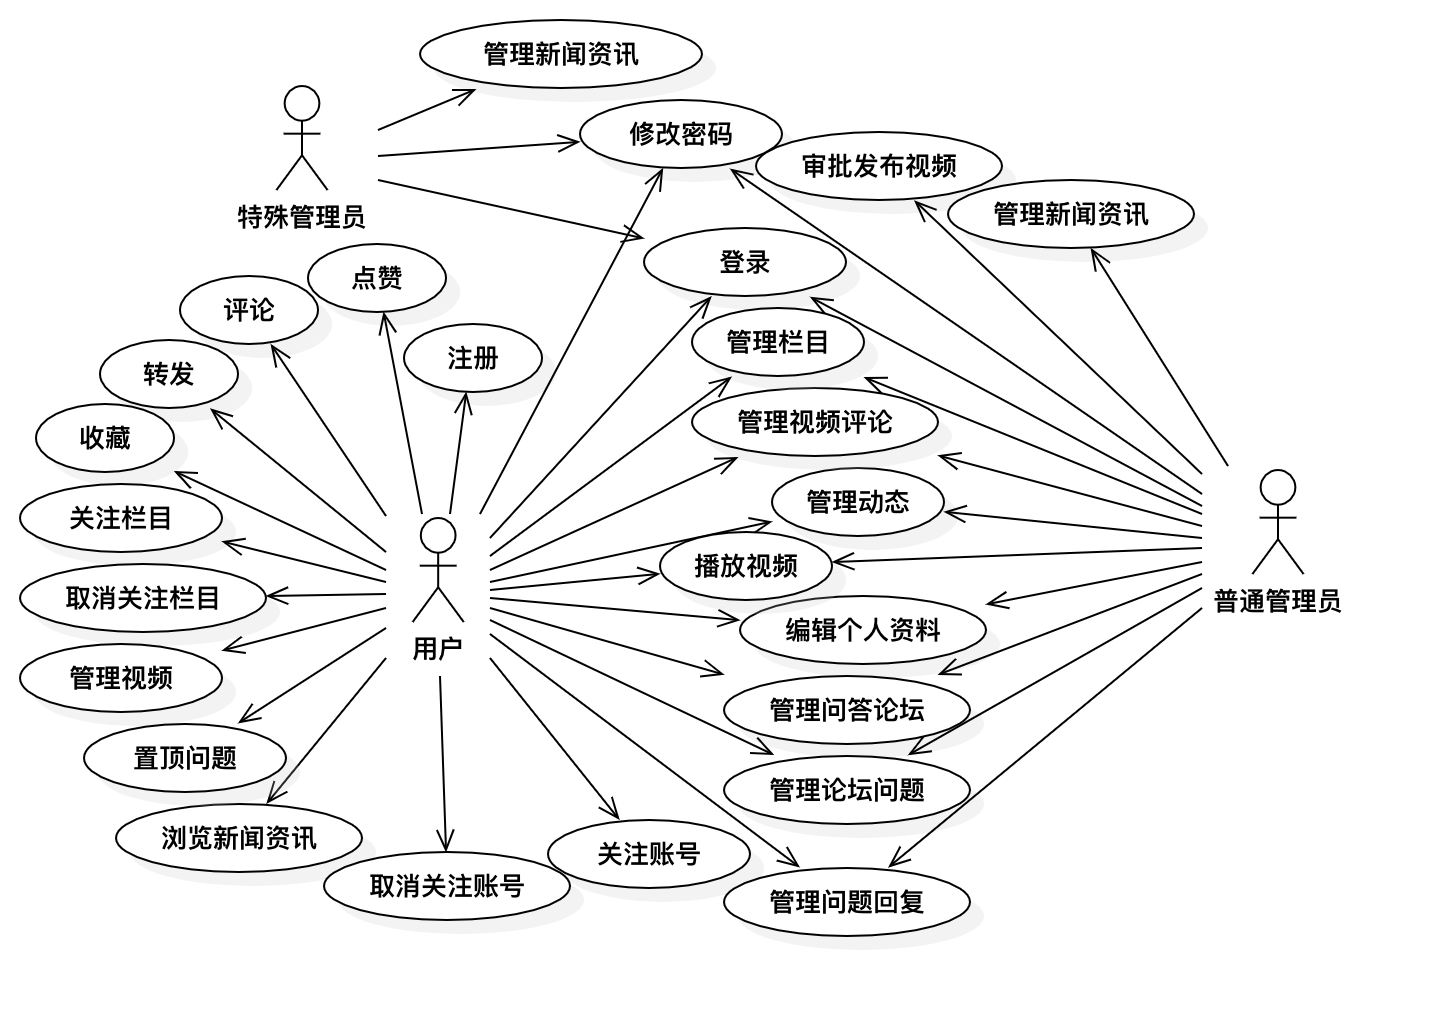 管理新闻资讯
修改密码
审批发布视频
管理新闻资讯
特殊管理员
登录
点赞
评论
管理栏目
注册
转发
管理视频评论
收藏
管理动态
关注栏目
播放视频
取消关注栏目
普通管理员
编辑个人资料
用户
管理视频
管理问答论坛
置顶问题
管理论坛问题
浏览新闻资讯
关注账号
取消关注账号
管理问题回复